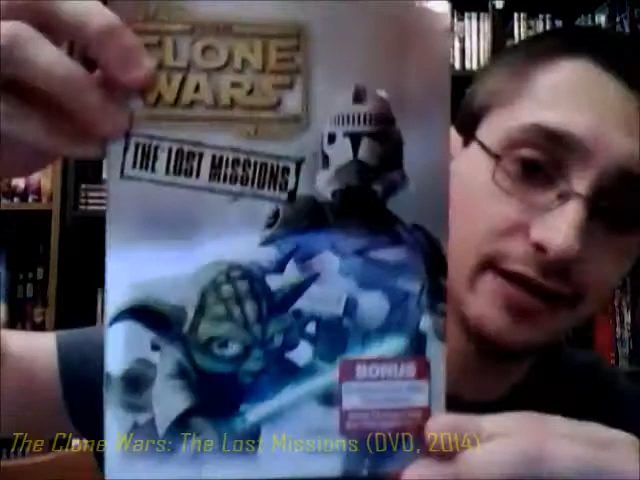 CLONE
WARS
THE LOST MISSIONS
BONUS
The Clone Wars: The Lost Missions (DVD, 2014)